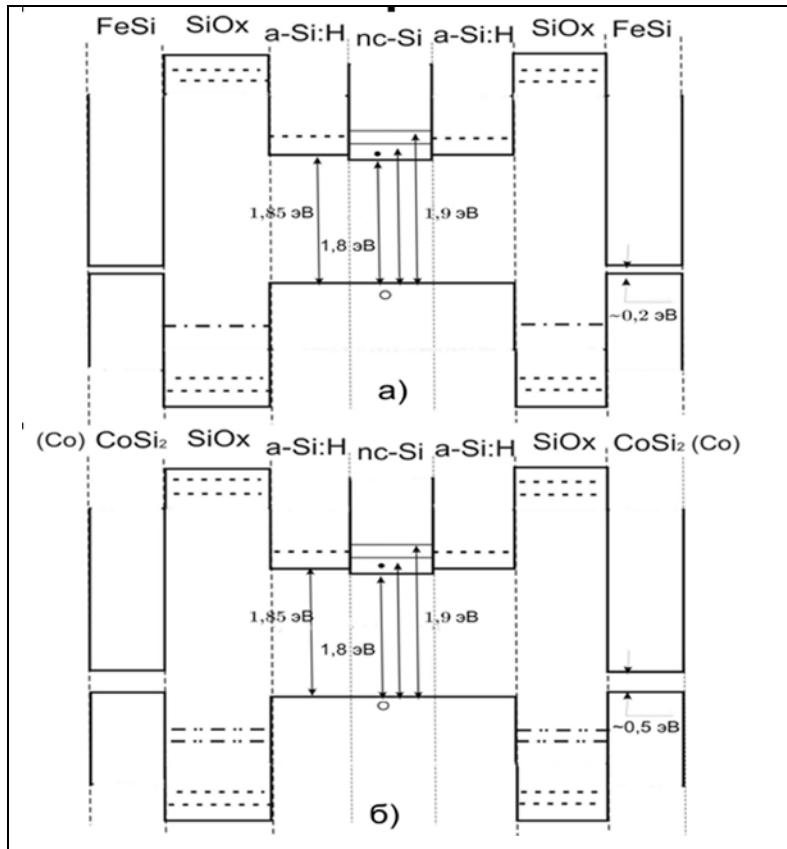 FeSi SiOx a-Si:H nc-Si a-Si:H SiOx FeSi
1,85 эВ 1,9 эВ
1,8 эВ
~0,2 эВ
а)
(Co) CoSi₂ SiOx a-Si:H nc-Si a-Si:H SiOx CoSi₂ (Co)
1,85 эВ 1,9 эВ
1,8 эВ
~0,5 эВ
б)